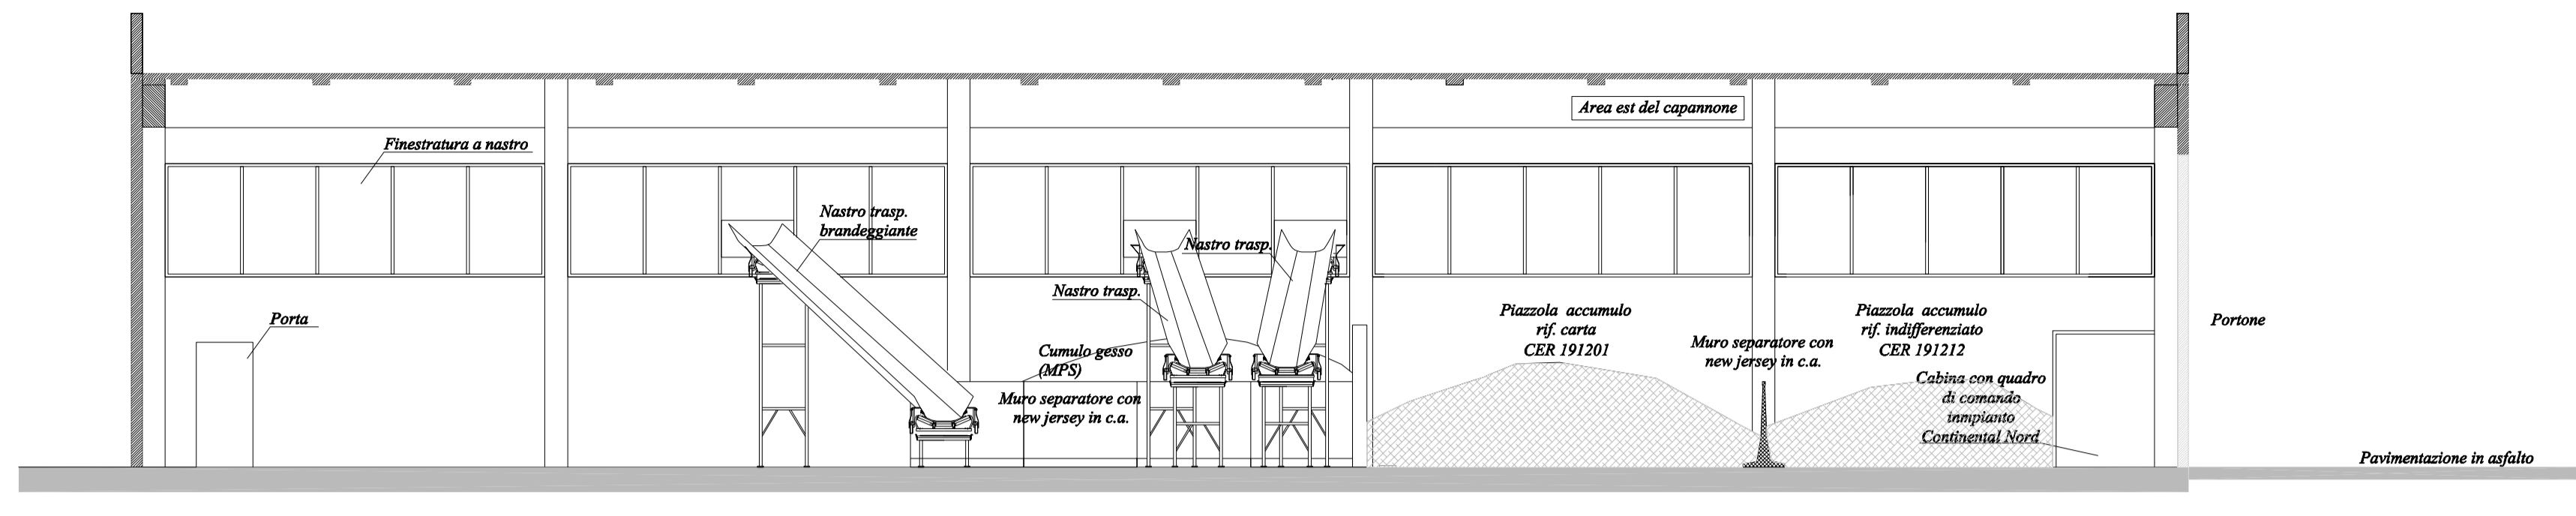 Area est del capannone
Finestratura a nastro
Nastro trasp.
brandeggiante
Nastro trasp.
Nastro trasp.
Porta
Cumulo gesso
(MPS)
Muro separatore con
new jersey in c.a.
Piazzola accumulo
rif. carta
CER 191201
Muro separatore con
new jersey in c.a.
Piazzola accumulo
rif. indifferenziato
CER 191212
Cabina con quadro
di comando
inmpianto
Continental Nord
Portone
Pavimentazione in asfalto